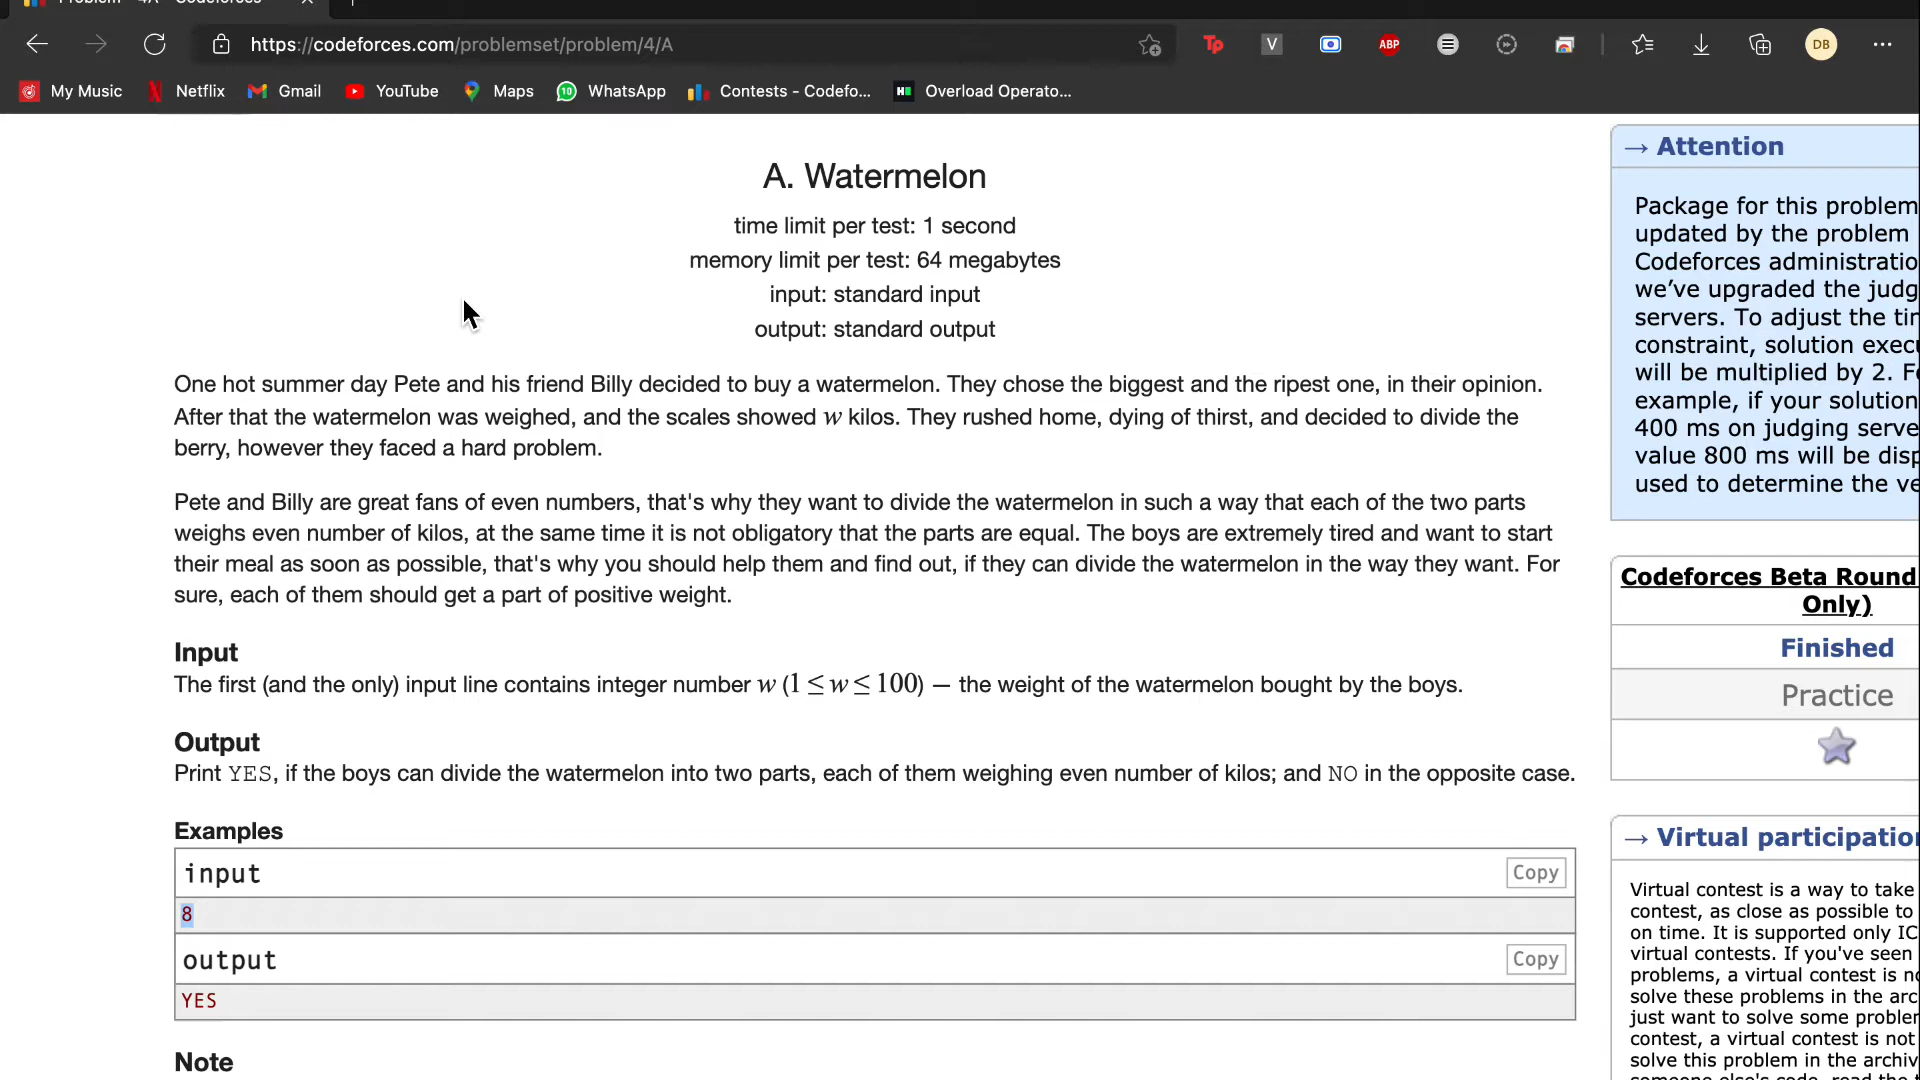 https://codeforces.com/problemset/problem/4/A
Tp
V
ABP
DB
My Music
Netflix
Gmail
YouTube
Maps
10
WhatsApp
Contests - Codefo...
Overload Operato...
A. Watermelon
time limit per test: 1 second
memory limit per test: 64 megabytes
input: standard input
output: standard output
One hot summer day Pete and his friend Billy decided to buy a watermelon. They chose the biggest and the ripest one, in their opinion.
After that the watermelon was weighed, and the scales showed w kilos. They rushed home, dying of thirst, and decided to divide the
berry, however they faced a hard problem.
Pete and Billy are great fans of even numbers, that's why they want to divide the watermelon in such a way that each of the two parts
weighs even number of kilos, at the same time it is not obligatory that the parts are equal. The boys are extremely tired and want to start
their meal as soon as possible, that's why you should help them and find out, if they can divide the watermelon in the way they want. For
sure, each of them should get a part of positive weight.
Input
The first (and the only) input line contains integer number w (1 ≤ w ≤ 100) — the weight of the watermelon bought by the boys.
Output
Print YES, if the boys can divide the watermelon into two parts, each of them weighing even number of kilos; and NO in the opposite case.
Examples
input
Copy
8
output
Copy
YES
Note
→ Attention
Package for this problem
updated by the problem
Codeforces administratio
we've upgraded the judg
servers. To adjust the
constraint, solution exec
will be multiplied by 2.
example, if your solution
400 ms on judging serve
value 800 ms will be disp
used to determine the ve
Codeforces Beta Round
Only)
Finished
Practice
→ Virtual participatio
Virtual contest is a way to take
contest, as close as possible to
on time. It is supported only IC
virtual contests. If you've seen
problems, a virtual contest is
solve these problems in the arc
just want to solve some problem
contest, a virtual contest is not
solve this problem in the archiv